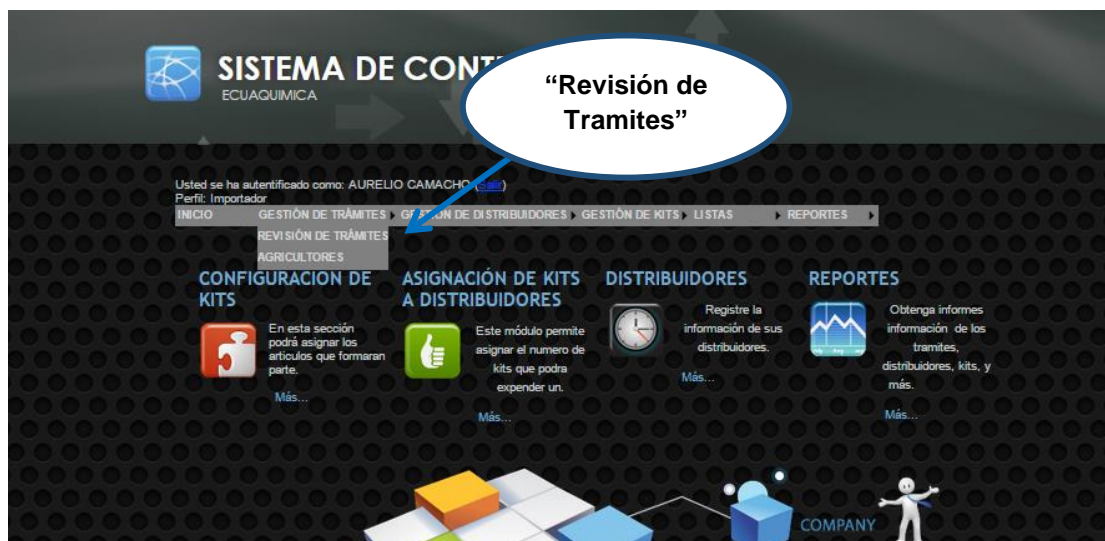 SISTEMA DE CONT
ECUAQUIMICA
“Revisión de
Tramites”
Usted se ha autentificado como: AURELIO CAMACHO (Salir)
Perfil: Importador
INICIO GESTIÓN DE TRÁMITES GESTIÓN DE DISTRIBUIDORES GESTIÓN DE KITS LISTAS REPORTES
REVISIÓN DE TRÁMITES
AGRICULTORES
CONFIGURACION DE
KITS
En esta sección
podrá asignar los
articulos que formaran
parte.
Más...
ASIGNACIÓN DE KITS
A DISTRIBUIDORES
Este módulo permite
asignar el numero de
kits que podra
expender un.
Más...
DISTRIBUIDORES
Registre la
información de sus
distribuidores.
Más...
REPORTES
Obtenga informes
información de los
tramites,
distribuidores, kits, y
más.
Más...
COMPANY